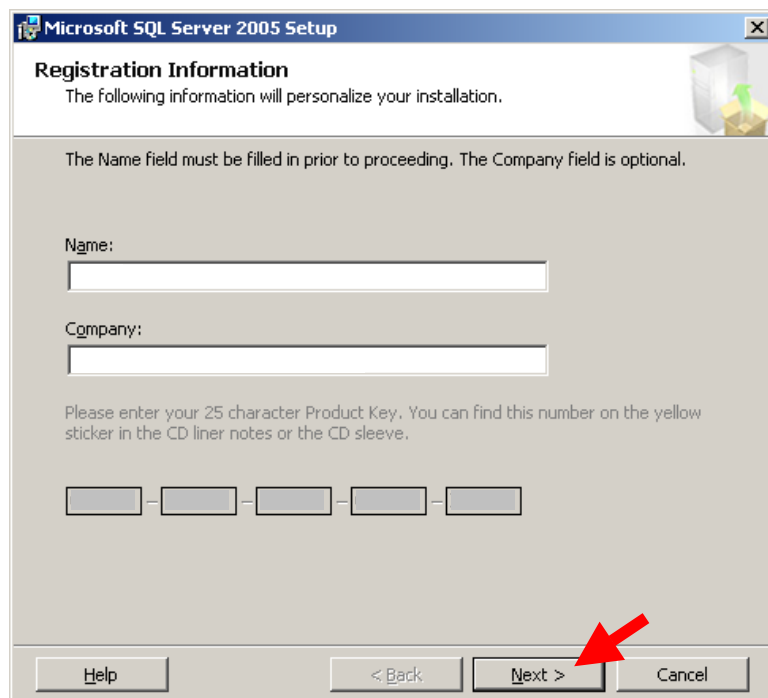 Microsoft SQL Server 2005 Setup
Registration Information
The following information will personalize your installation.
The Name field must be filled in prior to proceeding. The Company field is optional.
Name:
Company:
Please enter your 25 character Product Key. You can find this number on the yellow
sticker in the CD liner notes or the CD sleeve.
– – – –
Help < Back Next > Cancel